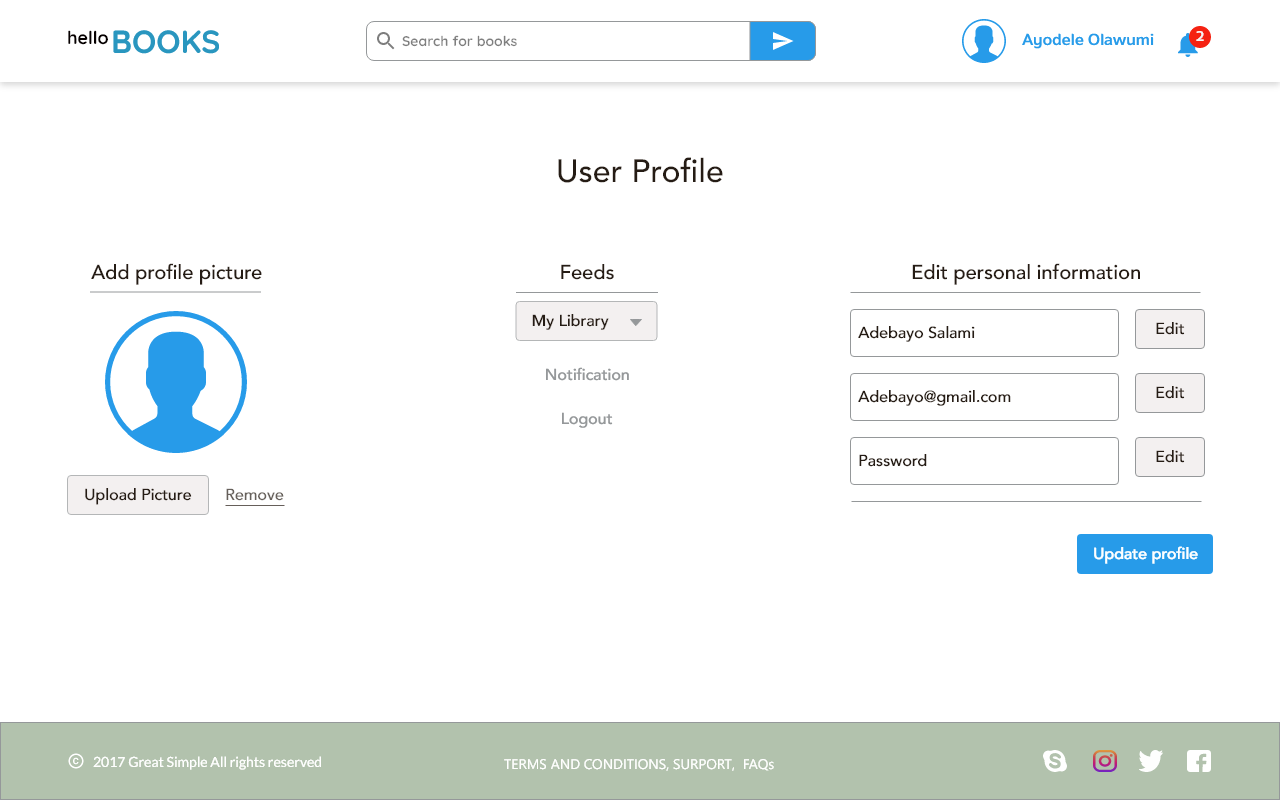 hello BOOKS
Search for books
Ayodele Olawumi
2
User Profile
Add profile picture
Upload Picture
Remove
Feeds
My Library
Notification
Logout
Edit personal information
Adebayo Salami
Edit
Adebayo@gmail.com
Edit
Password
Edit
Update profile
© 2017 Great Simple All rights reserved
TERMS AND CONDITIONS, SURPORT, FAQs